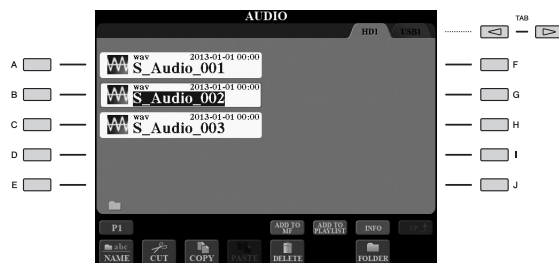 AUDIO
TAB
HD1 USB1
A
wav 2013-01-01 00:00
S_Audio_001
F
B
wav 2013-01-01 00:00
S_Audio_002
G
C
wav 2013-01-01 00:00
S_Audio_003
H
D
I
E
J
P1
ADD TO MF
ADD TO PLAYLIST
INFO
UP
abc NAME
CUT
COPY
PASTE
DELETE
FOLDER